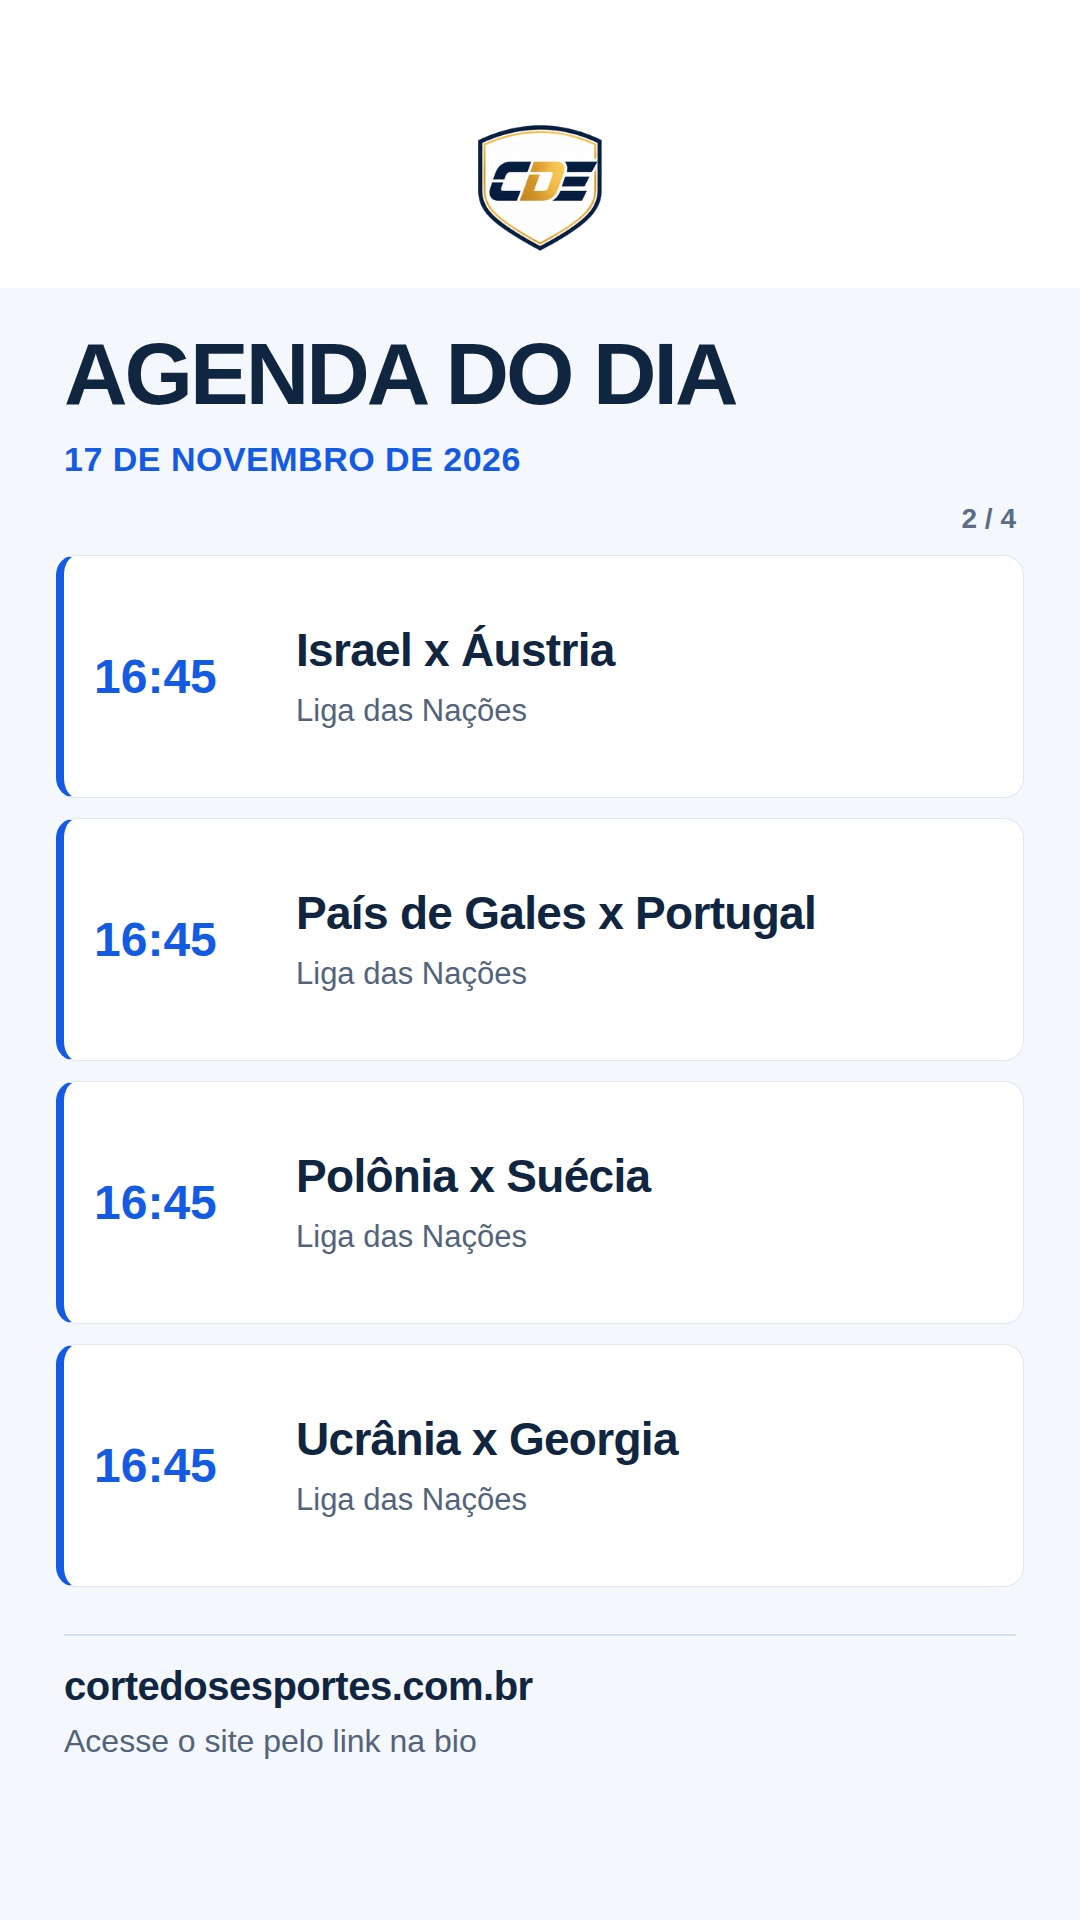 CDE
AGENDA DO DIA
17 DE NOVEMBRO DE 2026
2 / 4
16:45
Israel x Áustria
Liga das Nações
16:45
País de Gales x Portugal
Liga das Nações
16:45
Polônia x Suécia
Liga das Nações
16:45
Ucrânia x Georgia
Liga das Nações
cortedosesportes.com.br
Acesse o site pelo link na bio